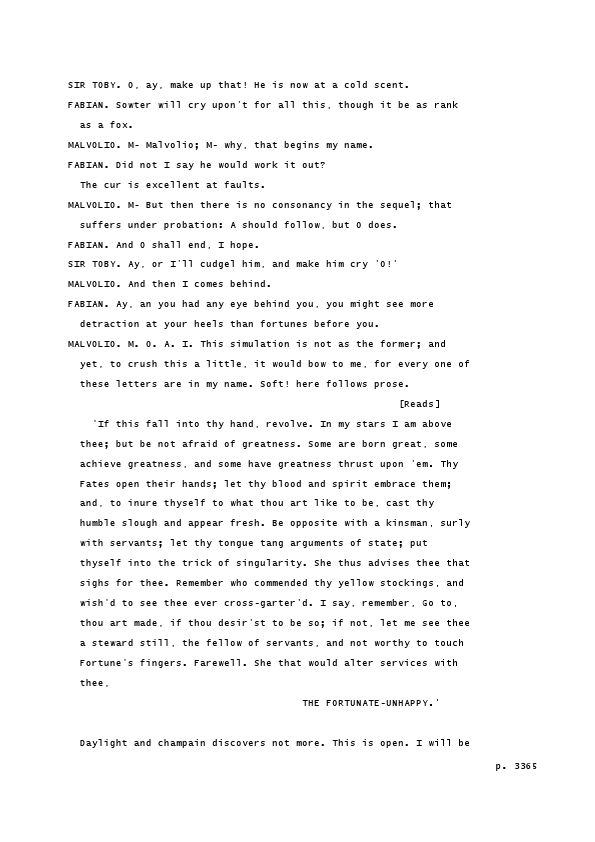 SIR TOBY. O, ay, make up that! He is now at a cold scent.
FABIAN. Sowter will cry upon't for all this, though it be as rank
as a fox.
MALVOLIO. M- Malvolio; M- why, that begins my name.
FABIAN. Did not I say he would work it out?
The cur is excellent at faults.
MALVOLIO. M- But then there is no consonancy in the sequel; that
suffers under probation: A should follow, but O does.
FABIAN. And O shall end, I hope.
SIR TOBY. Ay, or I'll cudgel him, and make him cry 'O!'
MALVOLIO. And then I comes behind.
FABIAN. Ay, an you had any eye behind you, you might see more
detraction at your heels than fortunes before you.
MALVOLIO. M. O. A. I. This simulation is not as the former; and
yet, to crush this a little, it would bow to me, for every one of
these letters are in my name. Soft! here follows prose.
[Reads]
'If this fall into thy hand, revolve. In my stars I am above
thee; but be not afraid of greatness. Some are born great, some
achieve greatness, and some have greatness thrust upon 'em. Thy
Fates open their hands; let thy blood and spirit embrace them;
and, to inure thyself to what thou art like to be, cast thy
humble slough and appear fresh. Be opposite with a kinsman, surly
with servants; let thy tongue tang arguments of state; put
thyself into the trick of singularity. She thus advises thee that
sighs for thee. Remember who commended thy yellow stockings, and
wish'd to see thee ever cross-garter'd. I say, remember, Go to,
thou art made, if thou desir'st to be so; if not, let me see thee
a steward still, the fellow of servants, and not worthy to touch
Fortune's fingers. Farewell. She that would alter services with
thee,
THE FORTUNATE-UNHAPPY.'
Daylight and champain discovers not more. This is open. I will be
p. 3365